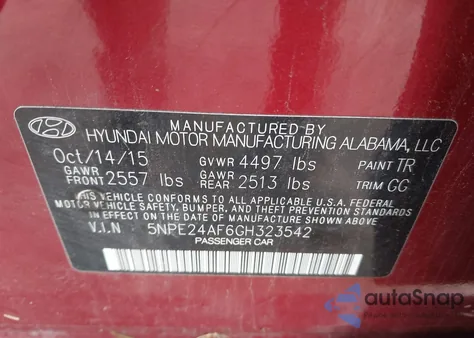 MANUFACTURED BY
HYUNDAI MOTOR MANUFACTURING ALABAMA, LLC
Oct/14/15 GVWR 4497 lbs PAINT TR
GAWR FRONT 2557 lbs GAWR REAR 2513 lbs TRIM GC
THIS VEHICLE CONFORMS TO ALL APPLICABLE U.S.A. FEDERAL
MOTOR VEHICLE SAFETY, BUMPER, AND THEFT PREVENTION STANDARDS
IN EFFECT ON THE DATE OF MANUFACTURE SHOWN ABOVE.
V.I.N 5NPE24AF6GH323542
PASSENGER CAR
autoSnap